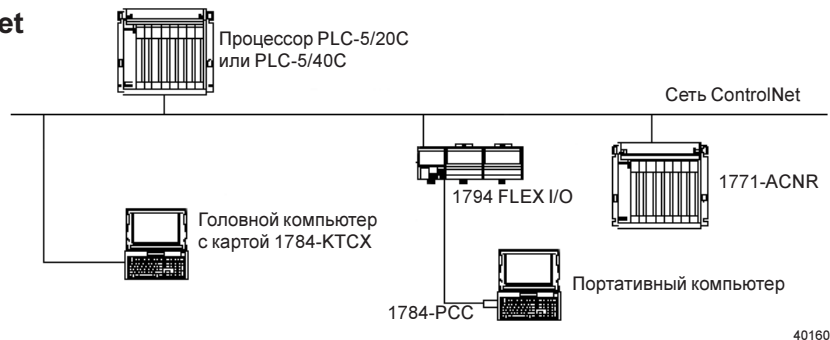 et
Процессор PLC-5/20C
или PLC-5/40C
Сеть ControlNet
1794 FLEX I/O
1771-ACNR
Головной компьютер
с картой 1784-KTCX
Портативный компьютер
1784-PCC
40160